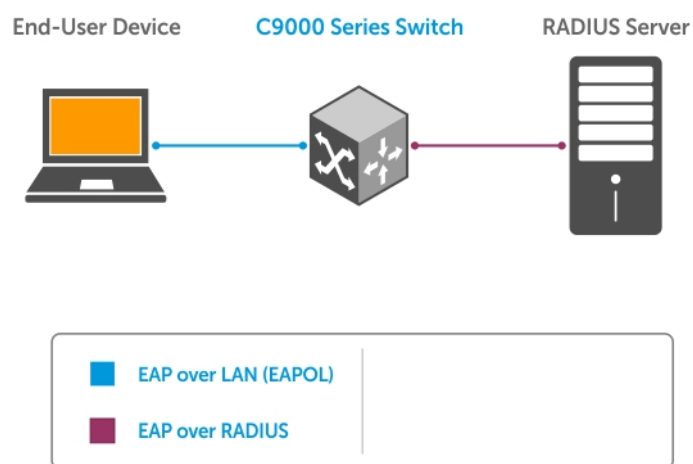 End-User Device
C9000 Series Switch
RADIUS Server
EAP over LAN (EAPOL)
EAP over RADIUS